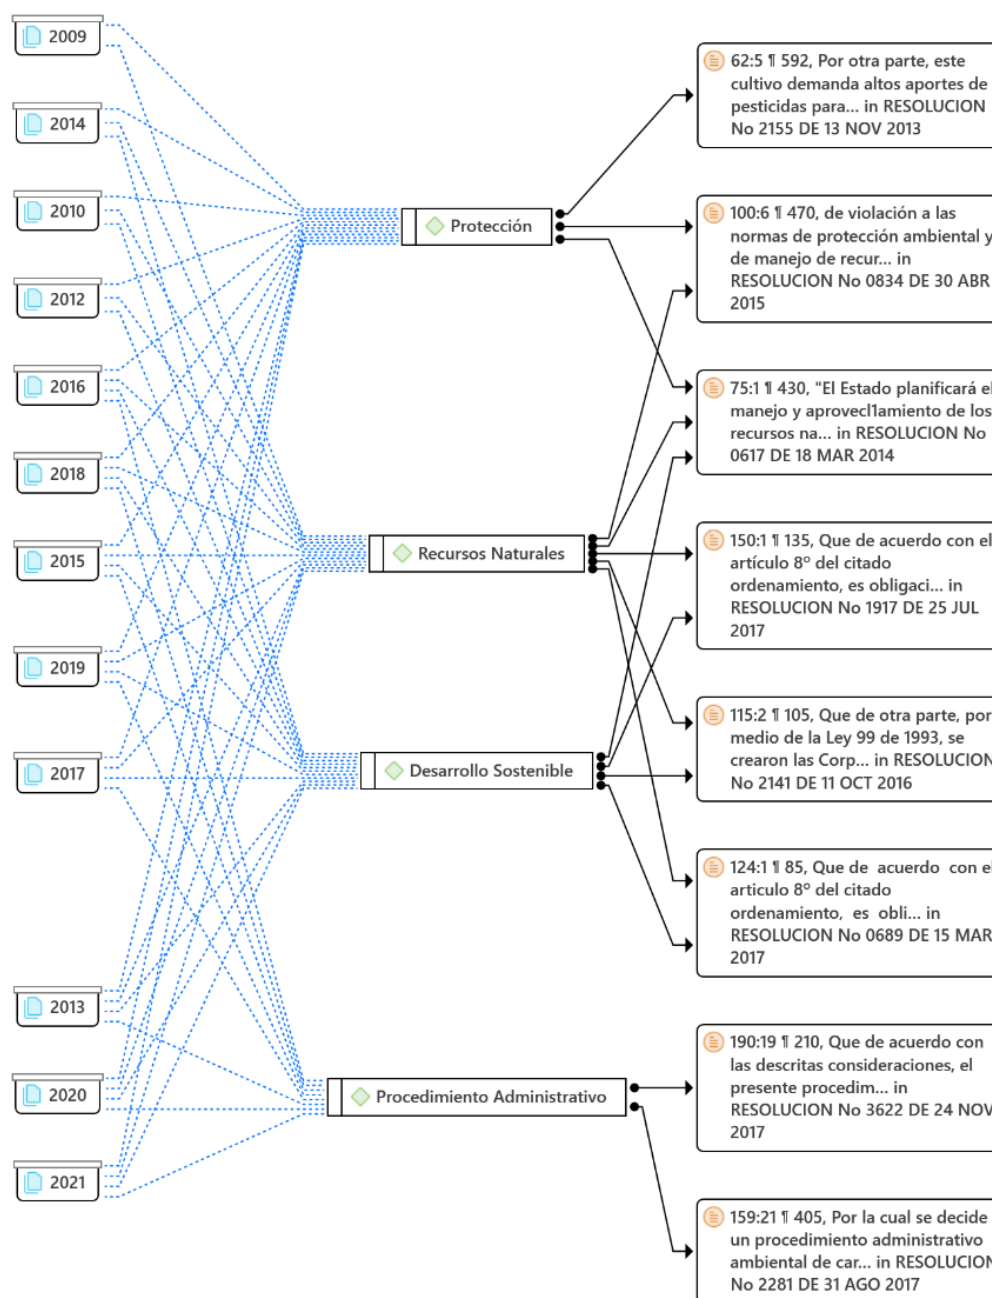 2009
2014
2010
2012
2016
2018
2015
2019
2017
2013
2020
2021
Protección
Recursos Naturales
Desarrollo Sostenible
Procedimiento Administrativo
62:5 ¶ 592, Por otra parte, este
cultivo demanda altos aportes de
pesticidas para... in RESOLUCION
No 2155 DE 13 NOV 2013
100:6 ¶ 470, de violación a las
normas de protección ambiental y
de manejo de recur... in
RESOLUCION No 0834 DE 30 ABR
2015
75:1 ¶ 430, "El Estado planificará el
manejo y aprovecl1amiento de los
recursos na... in RESOLUCION No
0617 DE 18 MAR 2014
150:1 ¶ 135, Que de acuerdo con el
artículo 8º del citado
ordenamiento, es obligaci... in
RESOLUCION No 1917 DE 25 JUL
2017
115:2 ¶ 105, Que de otra parte, por
medio de la Ley 99 de 1993, se
crearon las Corp... in RESOLUCION
No 2141 DE 11 OCT 2016
124:1 ¶ 85, Que de acuerdo con el
articulo 8º del citado
ordenamiento, es obli... in
RESOLUCION No 0689 DE 15 MAR
2017
190:19 ¶ 210, Que de acuerdo con
las descritas consideraciones, el
presente procedim... in
RESOLUCION No 3622 DE 24 NOV
2017
159:21 ¶ 405, Por la cual se decide
un procedimiento administrativo
ambiental de car... in RESOLUCION
No 2281 DE 31 AGO 2017